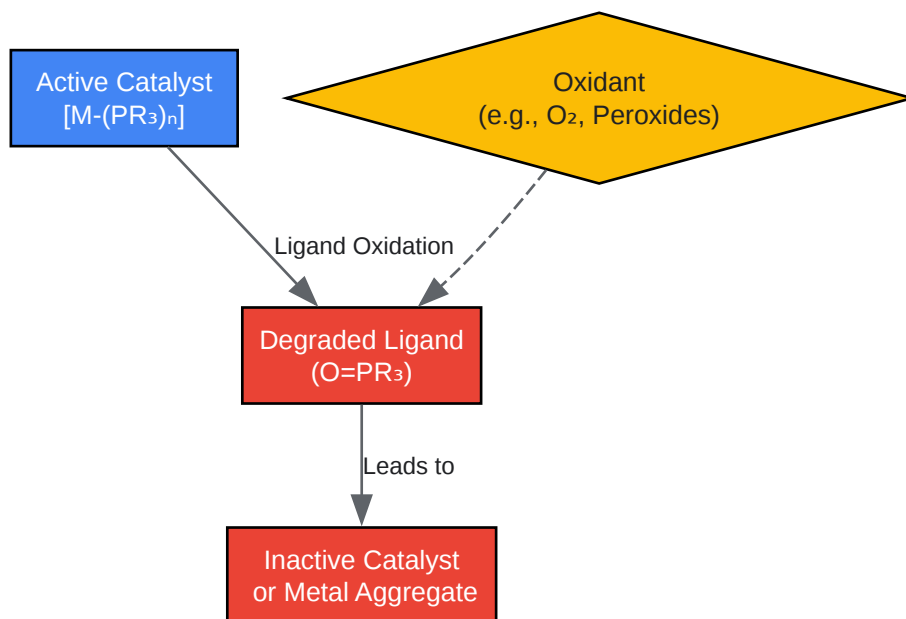 Active Catalyst
[M-(PR₃)ₙ]
Oxidant
(e.g., O₂, Peroxides)
Ligand Oxidation
Degraded Ligand
(O=PR₃)
Leads to
Inactive Catalyst
or Metal Aggregate